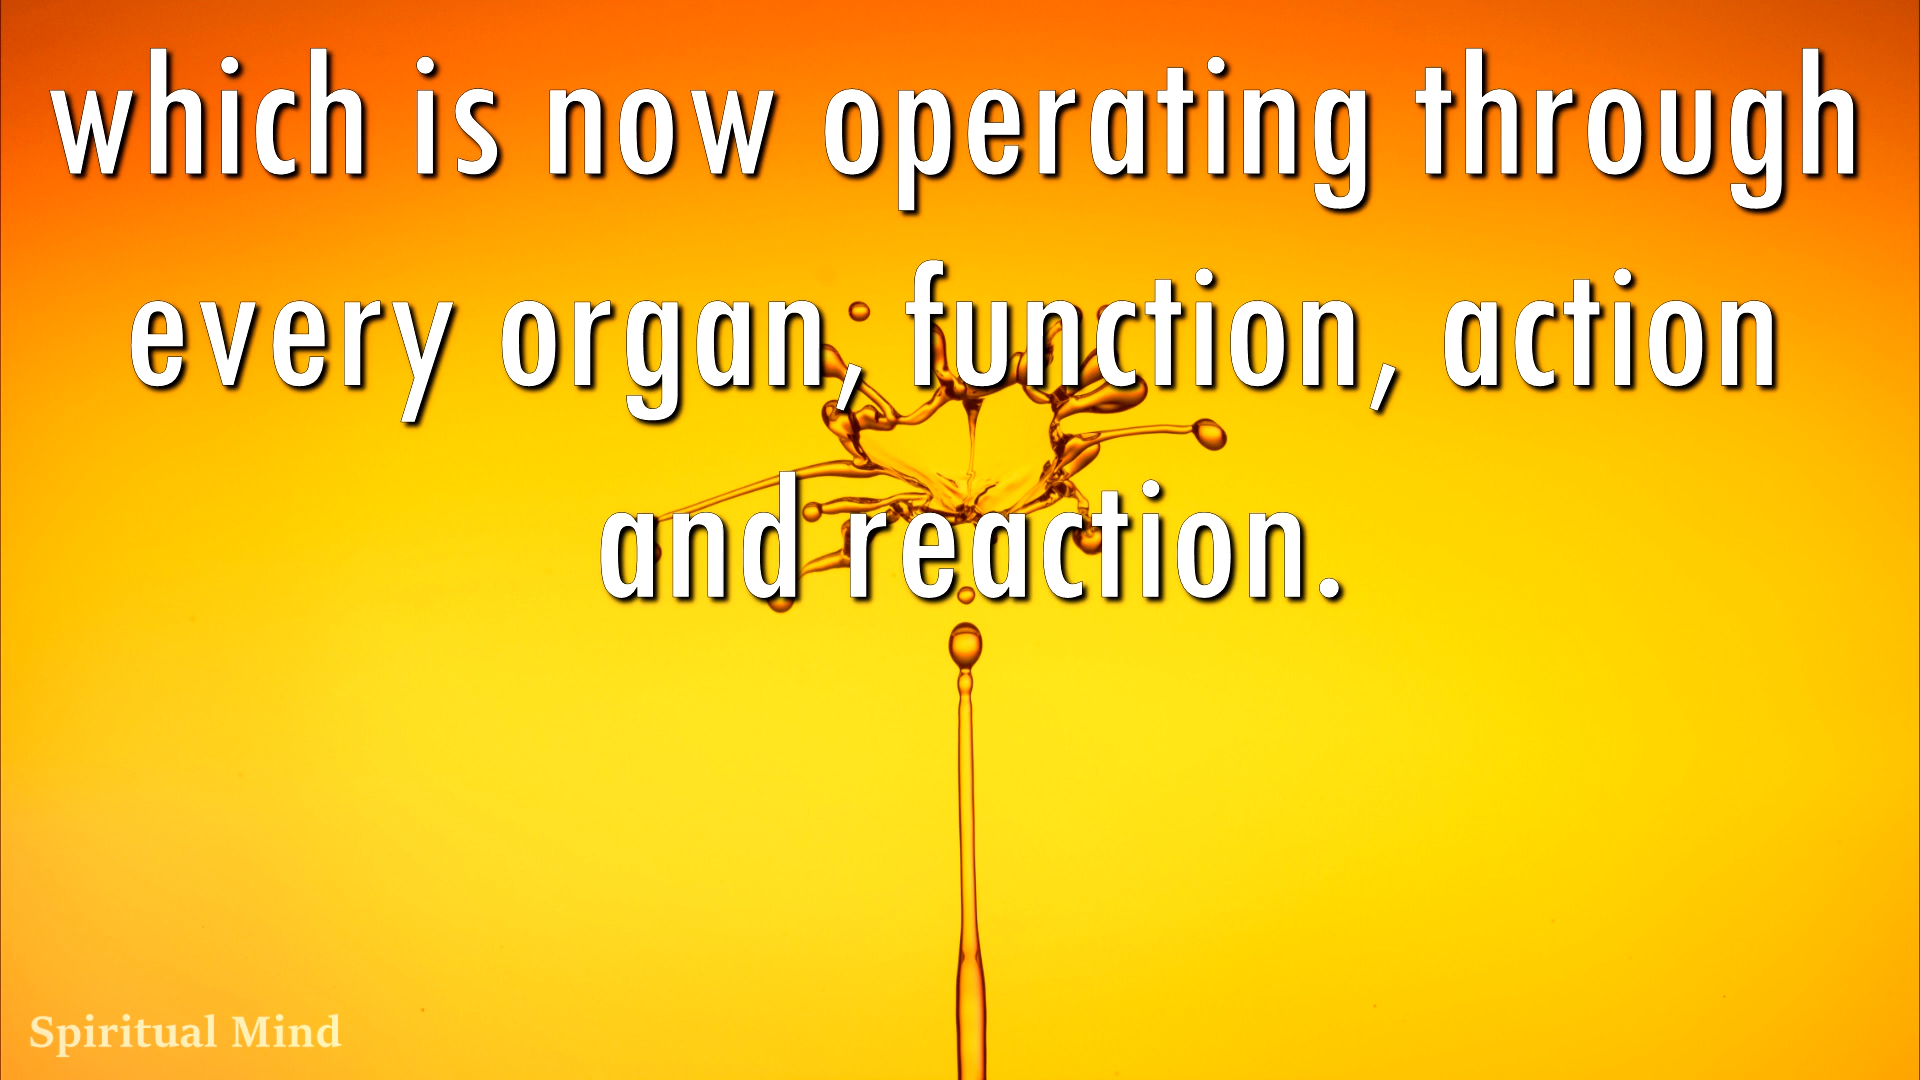 which is now operating through
every organ, function, action
and reaction.
Spiritual Mind